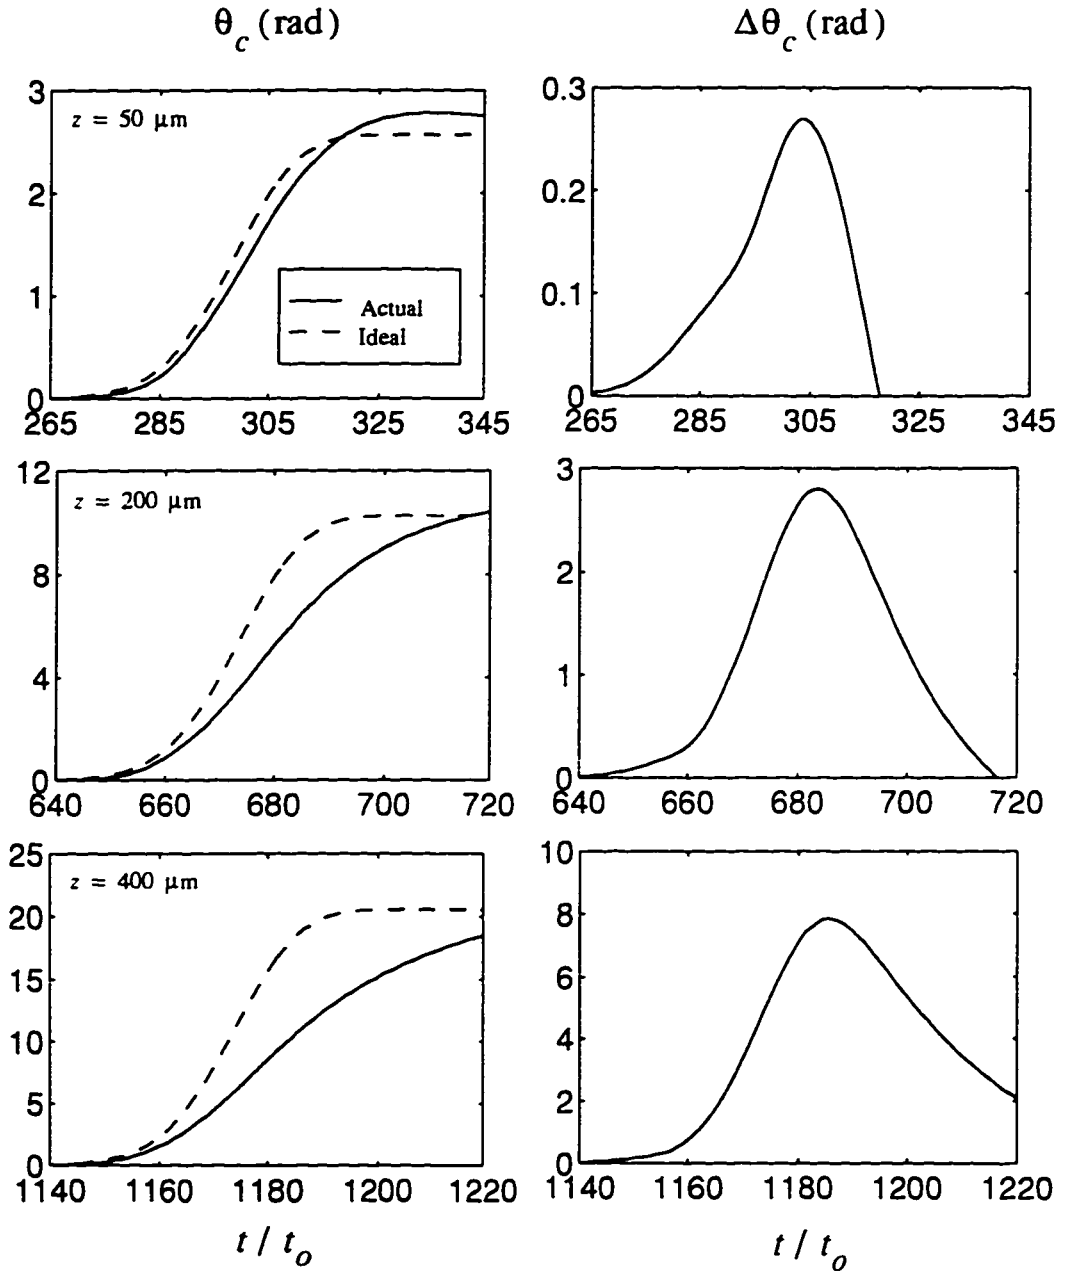 θc (rad)
Δθc (rad)
3
2
1
0
z = 50 μm
Actual
Ideal
265 285 305 325 345
0.3
0.2
0.1
0
265 285 305 325 345
12
8
4
0
z = 200 μm
640 660 680 700 720
3
2
1
0
640 660 680 700 720
25
20
15
10
5
0
z = 400 μm
1140 1160 1180 1200 1220
10
8
6
4
2
0
1140 1160 1180 1200 1220
t / to
t / to